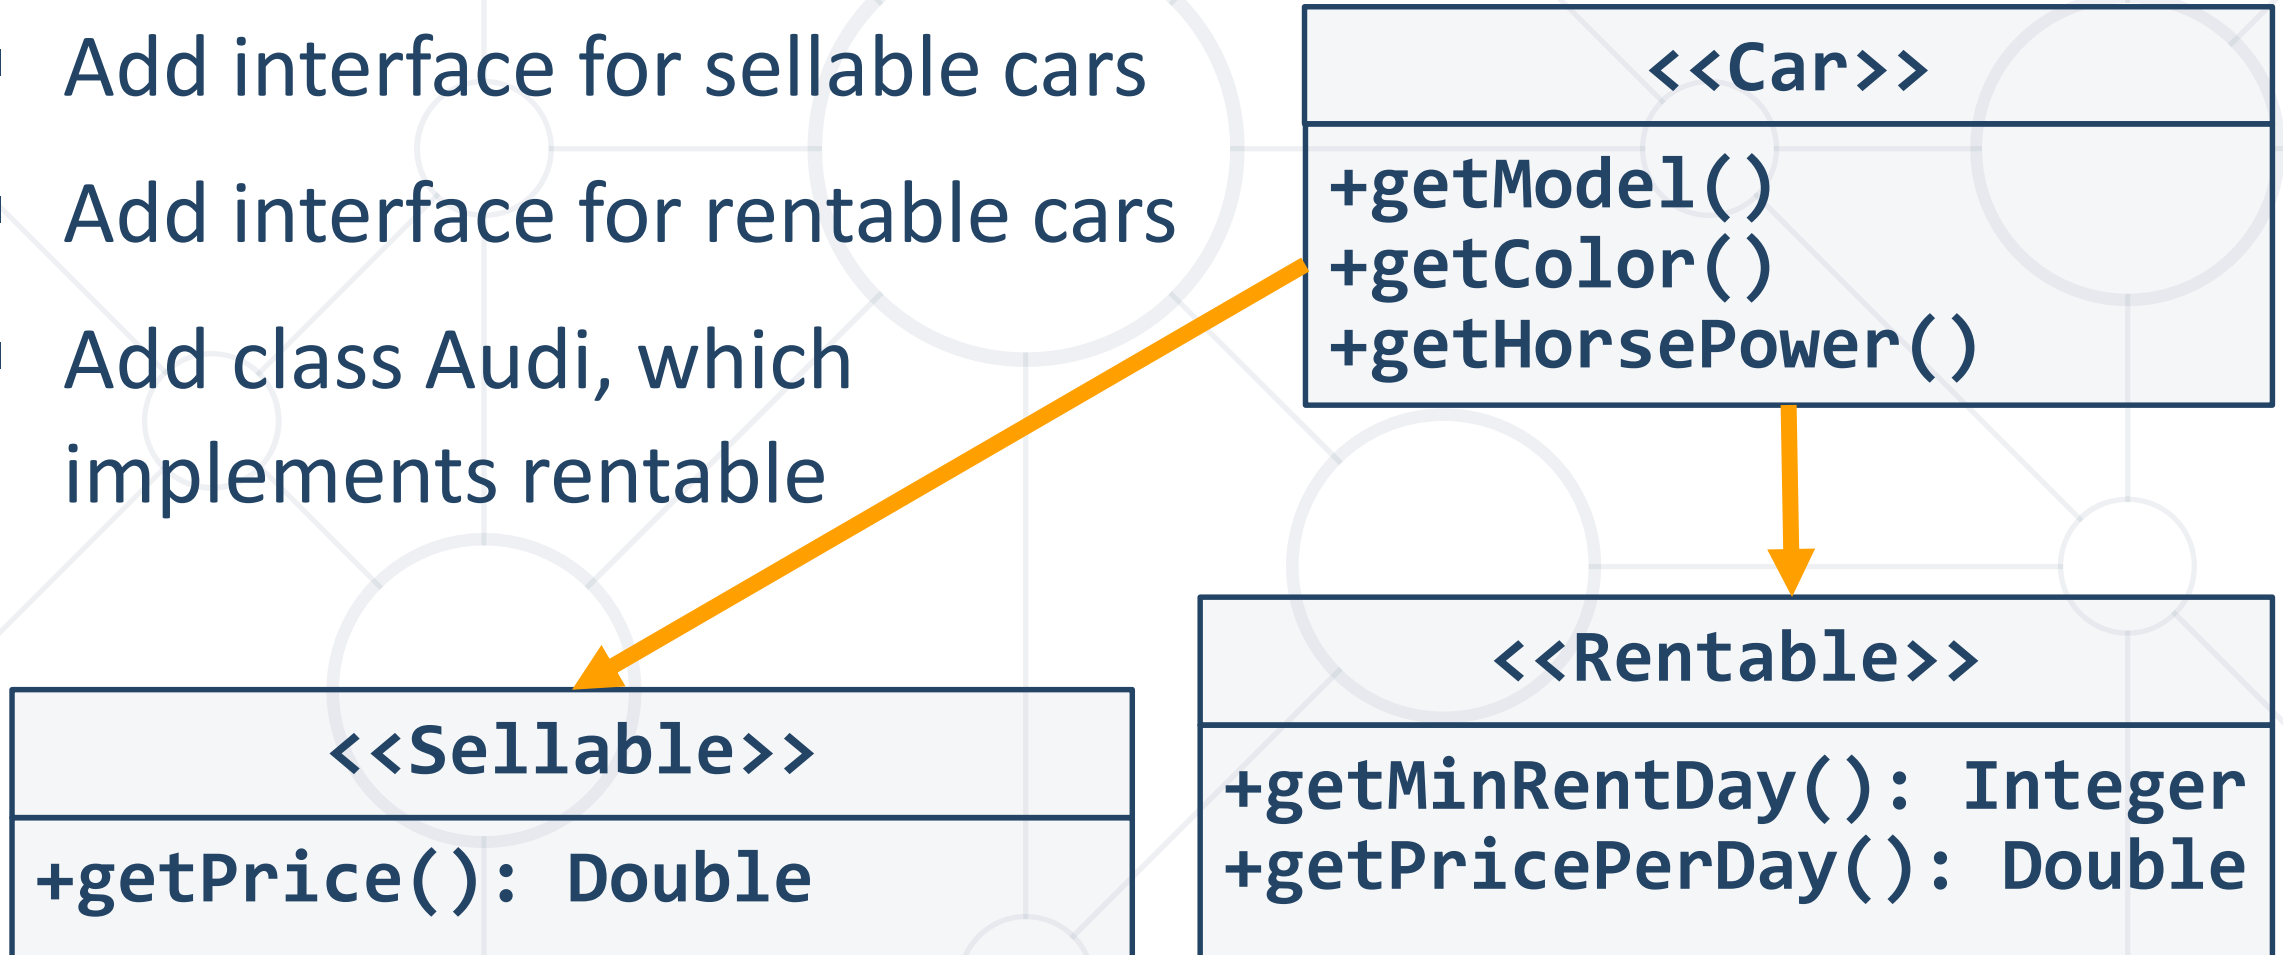 Add interface for sellable cars
Add interface for rentable cars
Add class Audi, which
implements rentable
<<Car>>
+getModel()
+getColor()
+getHorsePower()
<<Sellable>>
+getPrice(): Double
<<Rentable>>
+getMinRentDay(): Integer
+getPricePerDay(): Double